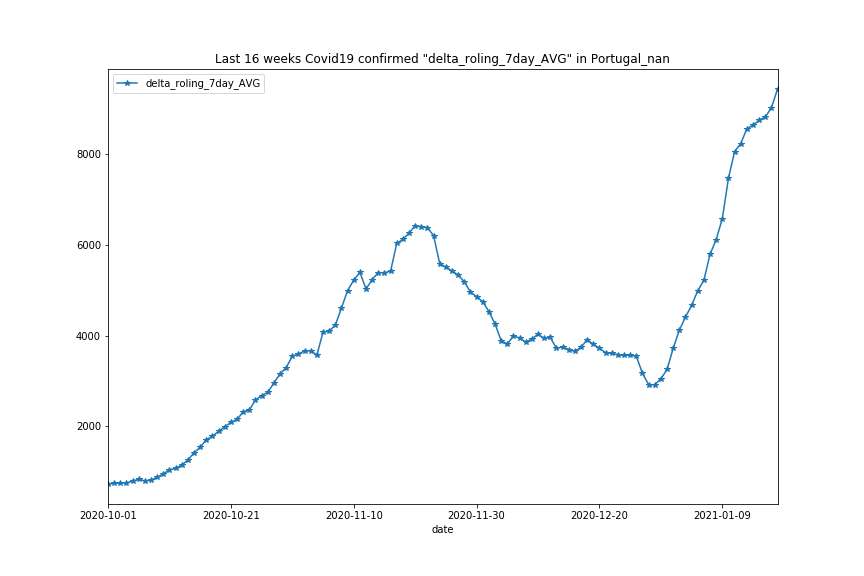 Last 16 weeks Covid19 confirmed "delta_roling_7day_AVG" in Portugal_nan
delta_roling_7day_AVG
8000
6000
4000
2000
2020-10-01 2020-10-21 2020-11-10 2020-11-30 2020-12-20 2021-01-09
date